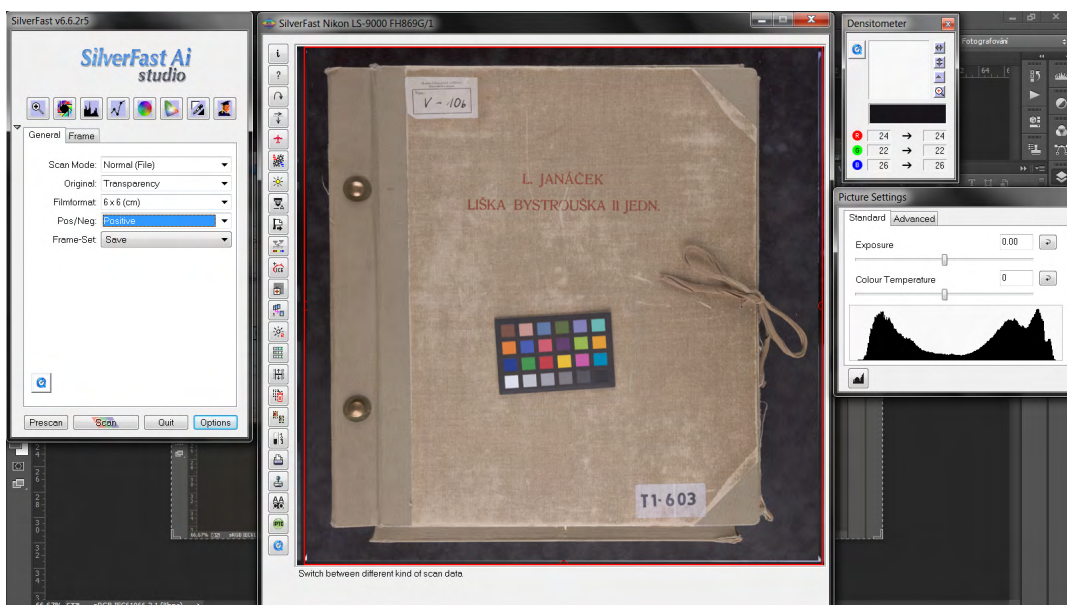 SilverFast v6.6.2r5
SilverFast Ai
studio
General
Frame
Scan Mode:
Normal (File)
Original:
Transparency
Filmformat:
6 x 6 (cm)
Pos/Neg:
Positive
Frame-Set:
Save
Prescan
Scan
Quit
Options
SilverFast Nikon LS-9000 FH869G/1
i
?
V - 106
L. JANÁČEK
LIŠKA BYSTROUŠKA II JEDN.
T1-603
Switch between different kind of scan data.
Densitometer
R 24 → 24
G 22 → 22
B 26 → 26
Fotografování
64
Picture Settings
Standard
Advanced
Exposure
0.00
Colour Temperature
0